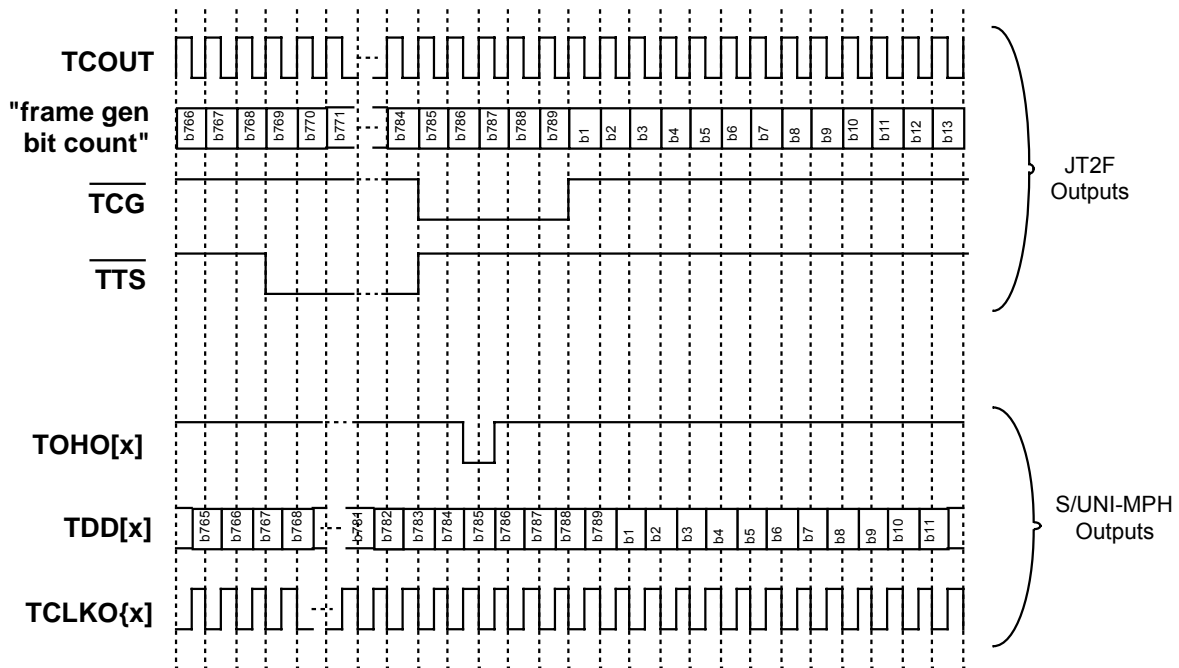 TCOUT
"frame gen
bit count"
b766 b767 b768 b769 b770 b771 b784 b785 b786 b787 b788 b789 b1 b2 b3 b4 b5 b6 b7 b8 b9 b10 b11 b12 b13
TCG
TTS
JT2F
Outputs
TOHO[x]
TDD[x]
b765 b766 b767 b768 b781 b782 b783 b784 b785 b786 b787 b788 b789 b1 b2 b3 b4 b5 b6 b7 b8 b9 b10 b11
TCLKO{x]
S/UNI-MPH
Outputs